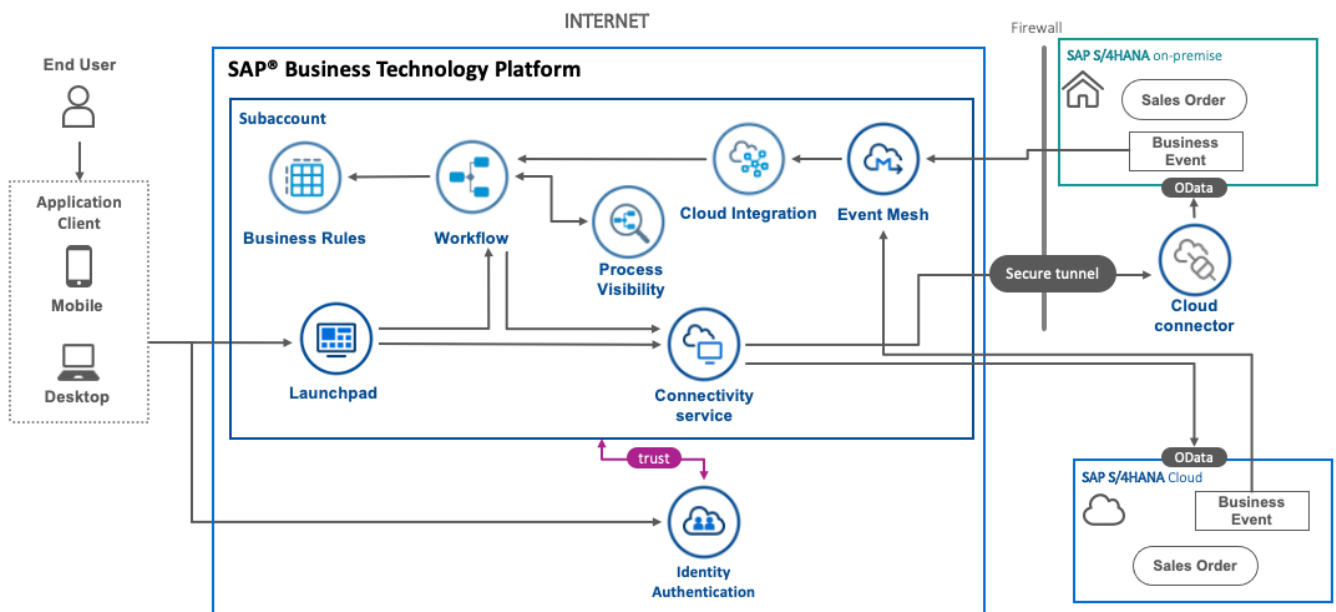 INTERNET
End User
Application
Client
Mobile
Desktop
SAP® Business Technology Platform
Subaccount
Business Rules
Workflow
Process
Visibility
Cloud Integration
Event Mesh
Launchpad
Connectivity
service
trust
Identity
Authentication
Firewall
SAP S/4HANA on-premise
Sales Order
Business
Event
OData
Secure tunnel
Cloud
connector
OData
SAP S/4HANA Cloud
Business
Event
Sales Order